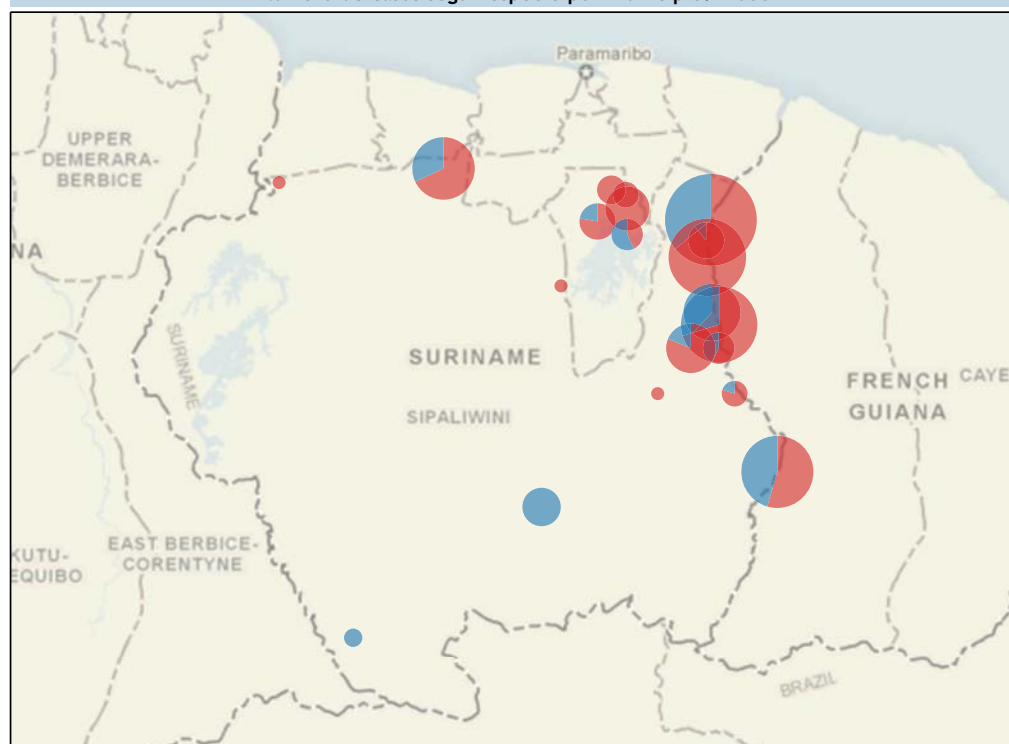 Paramaribo
UPPER
DEMERARA-
BERBICE
NA
SURINAME
SURINAME
FRENCH
GUIANA
CAYE
SIPALIWINI
EAST BERBICE-
CORENTYNE
KUTU-
EQUIBO
BRAZIL